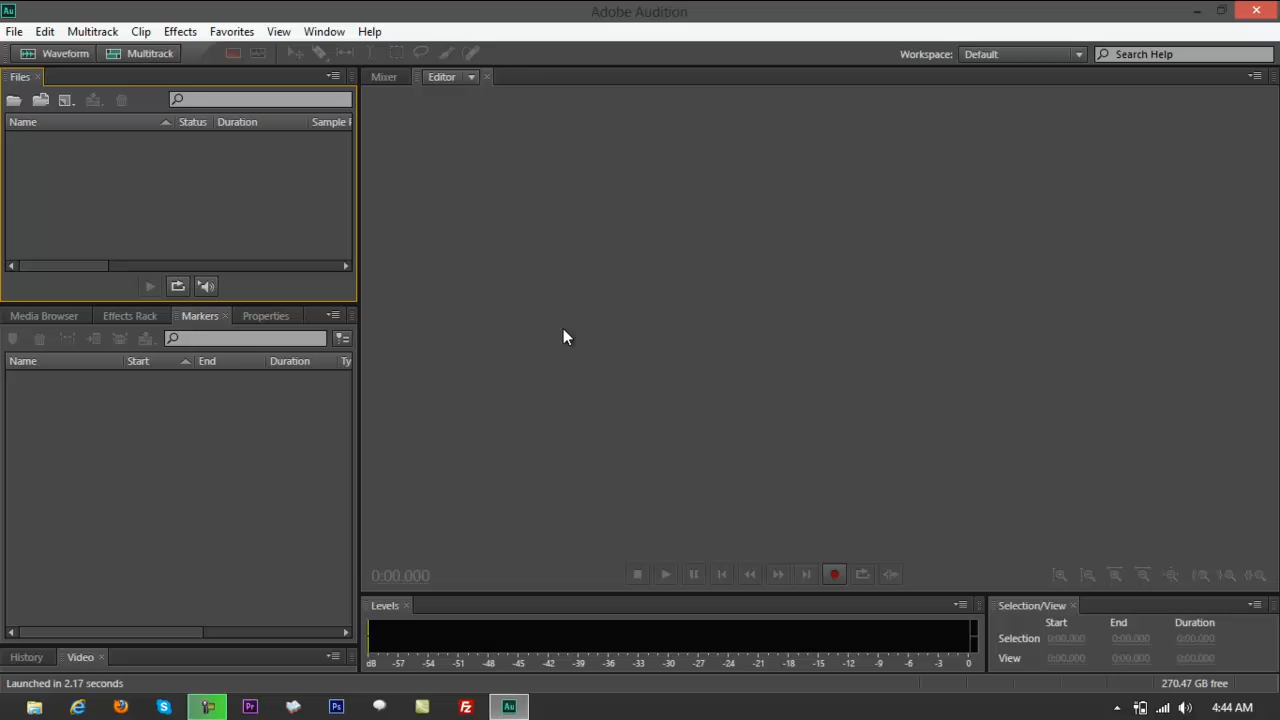 Au Adobe Audition
File Edit Multitrack Clip Effects Favorites View Window Help
Waveform Multitrack Workspace: Default Search Help
Files Mixer Editor
Name Status Duration Sample
Media Browser Effects Rack Markers Properties
Name Start End Duration Ty
0:00.000
Levels Selection/View
Start End Duration
Selection 0:00.000 0:00.000 0:00.000
View 0:00.000 0:00.000 0:00.000
dB -57 -54 -51 -48 -45 -42 -39 -36 -33 -30 -27 -24 -21 -18 -15 -12 -9 -6 -3 0
History Video
Launched in 2.17 seconds 270.47 GB free
Pr Ps Fz Au 4:44 AM